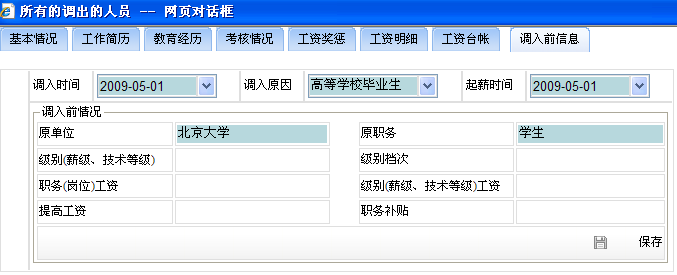 所有的调出的人员 -- 网页对话框
基本情况 工作简历 教育经历 考核情况 工资奖惩 工资明细 工资台帐 调入前信息
调入时间 2009-05-01 调入原因 高等学校毕业生 起薪时间 2009-05-01
调入前情况
原单位 北京大学 原职务 学生
级别(薪级、技术等级) 级别档次
职务(岗位)工资 级别(薪级、技术等级)工资
提高工资 职务补贴
保存